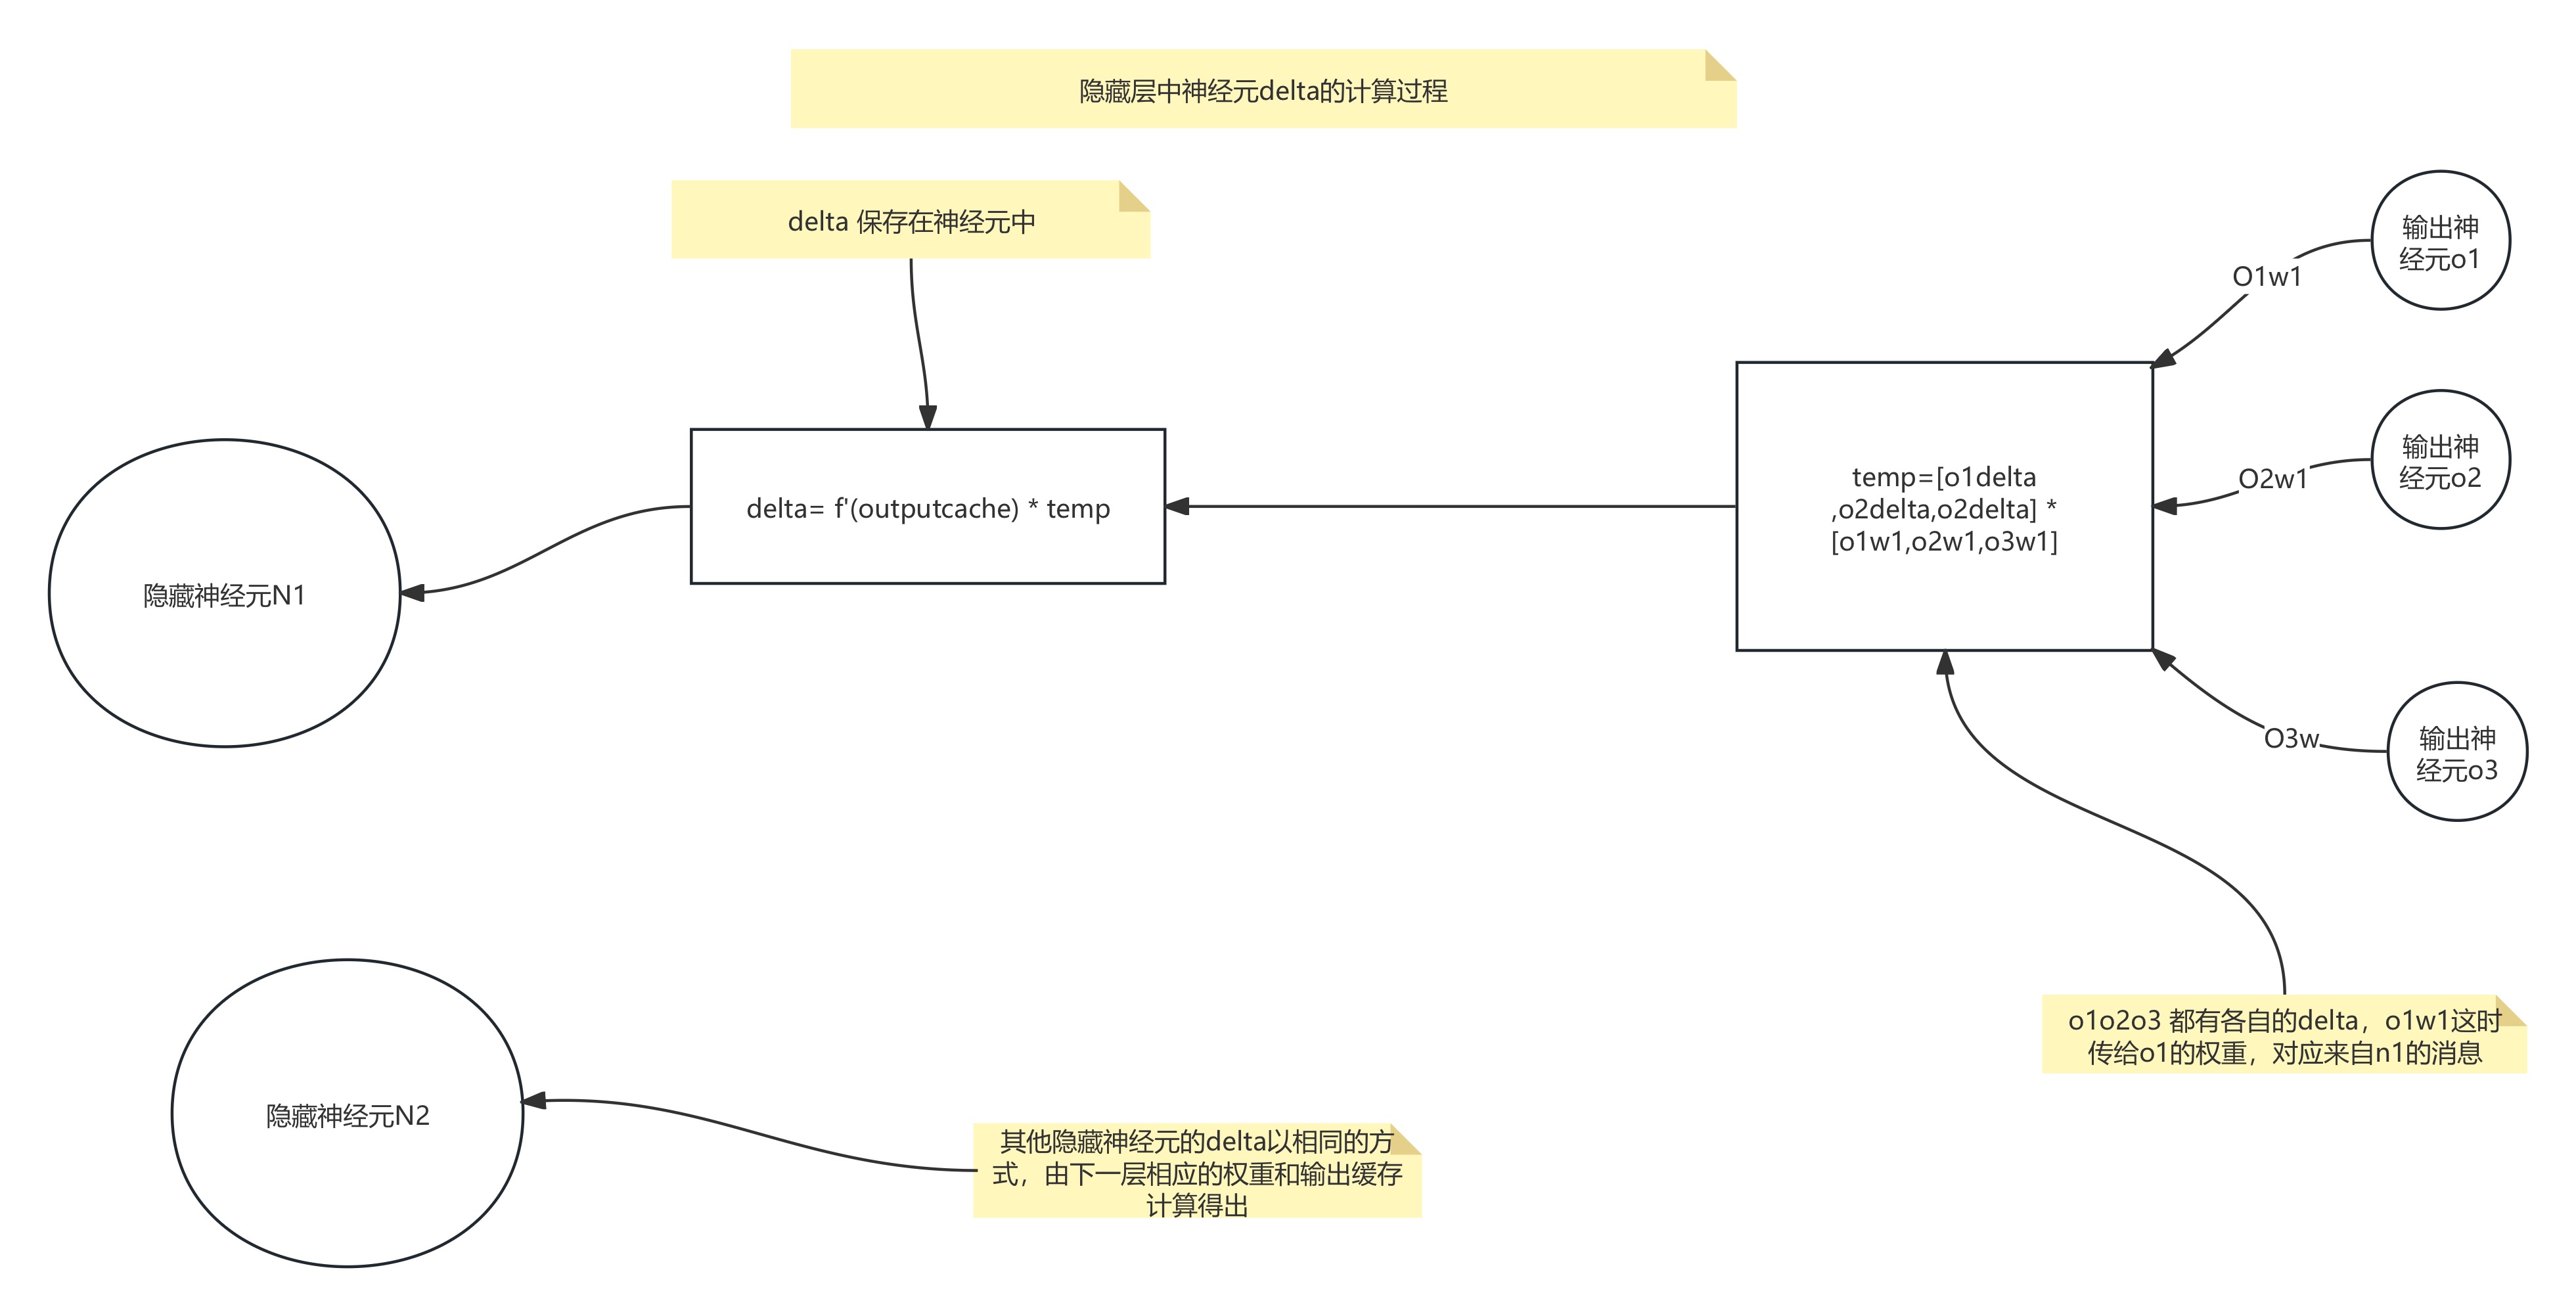 隐藏层中神经元delta的计算过程
delta 保存在神经元中
输出神
经元o1
O1w1
输出神
经元o2
O2w1
temp=[o1delta
,o2delta,o2delta] *
[o1w1,o2w1,o3w1]
delta= f'(outputcache) * temp
隐藏神经元N1
O3w
输出神
经元o3
o1o2o3 都有各自的delta，o1w1这时
传给o1的权重，对应来自n1的消息
隐藏神经元N2
其他隐藏神经元的delta以相同的方
式，由下一层相应的权重和输出缓存
计算得出